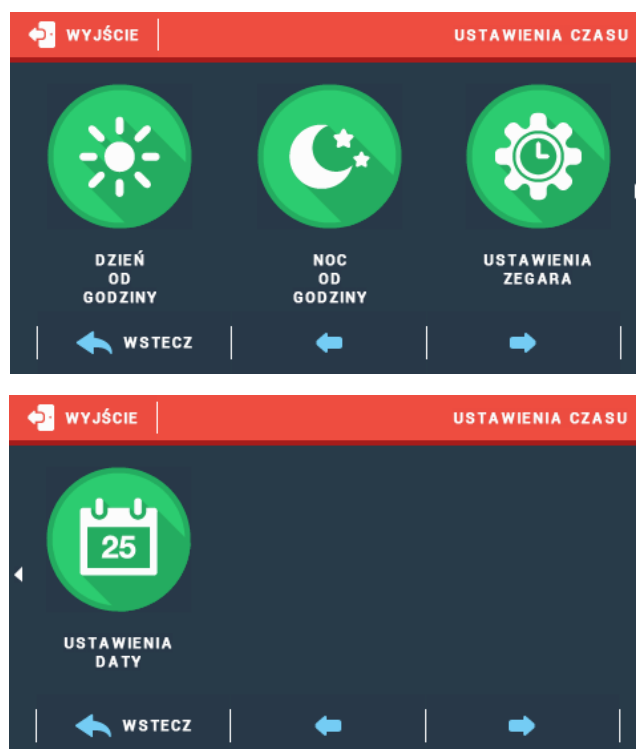 WYJŚCIE USTAWIENIA CZASU
DZIEŃ NOC USTAWIENIA
OD OD ZEGARA
GODZINY GODZINY
WSTECZ
WYJŚCIE USTAWIENIA CZASU
25
USTAWIENIA
DATY
WSTECZ